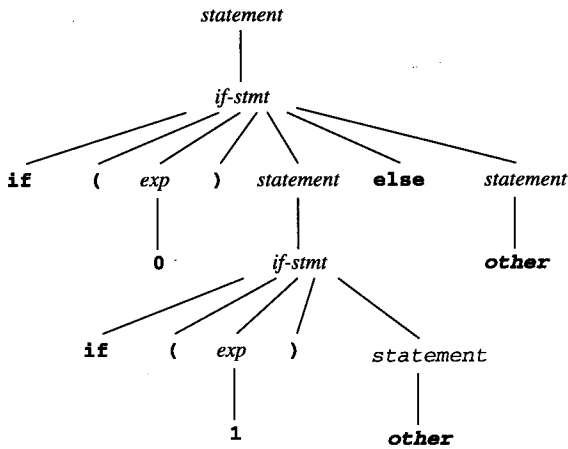 statement
if-stmt
if ( exp ) statement else statement
0 if-stmt other
if ( exp ) statement
1 other